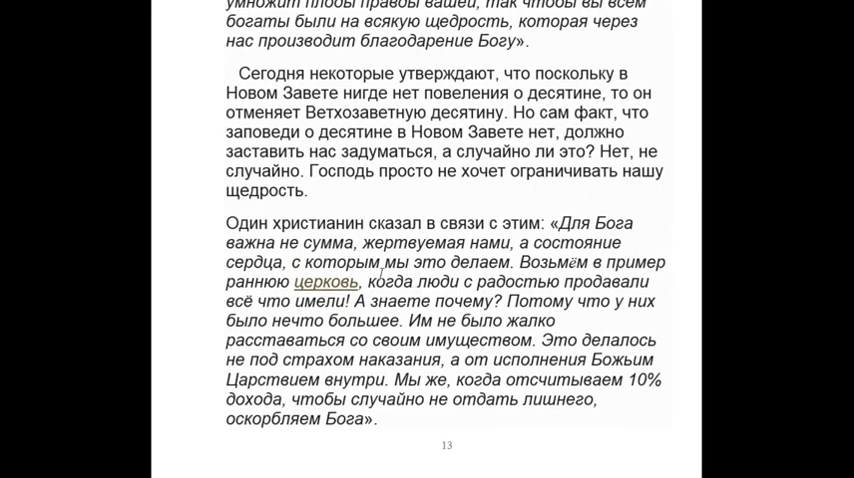 умножит плоды правды вашей, так чтобы вы всем
богаты были на всякую щедрость, которая через
нас производит благодарение Богу».
Сегодня некоторые утверждают, что поскольку в
Новом Завете нигде нет повеления о десятине, то он
отменяет Ветхозаветную десятину. Но сам факт, что
заповеди о десятине в Новом Завете нет, должно
заставить нас задуматься, а случайно ли это? Нет, не
случайно. Господь просто не хочет ограничивать нашу
щедрость.
Один христианин сказал в связи с этим: «Для Бога
важна не сумма, жертвуемая нами, а состояние
сердца, с которым мы это делаем. Возьмём в пример
раннюю церковь, когда люди с радостью продавали
всё что имели! А знаете почему? Потому что у них
было нечто большее. Им не было жалко
расставаться со своим имуществом. Это делалось
не под страхом наказания, а от исполнения Божьим
Царствием внутри. Мы же, когда отсчитываем 10%
дохода, чтобы случайно не отдать лишнего,
оскорбляем Бога».
13